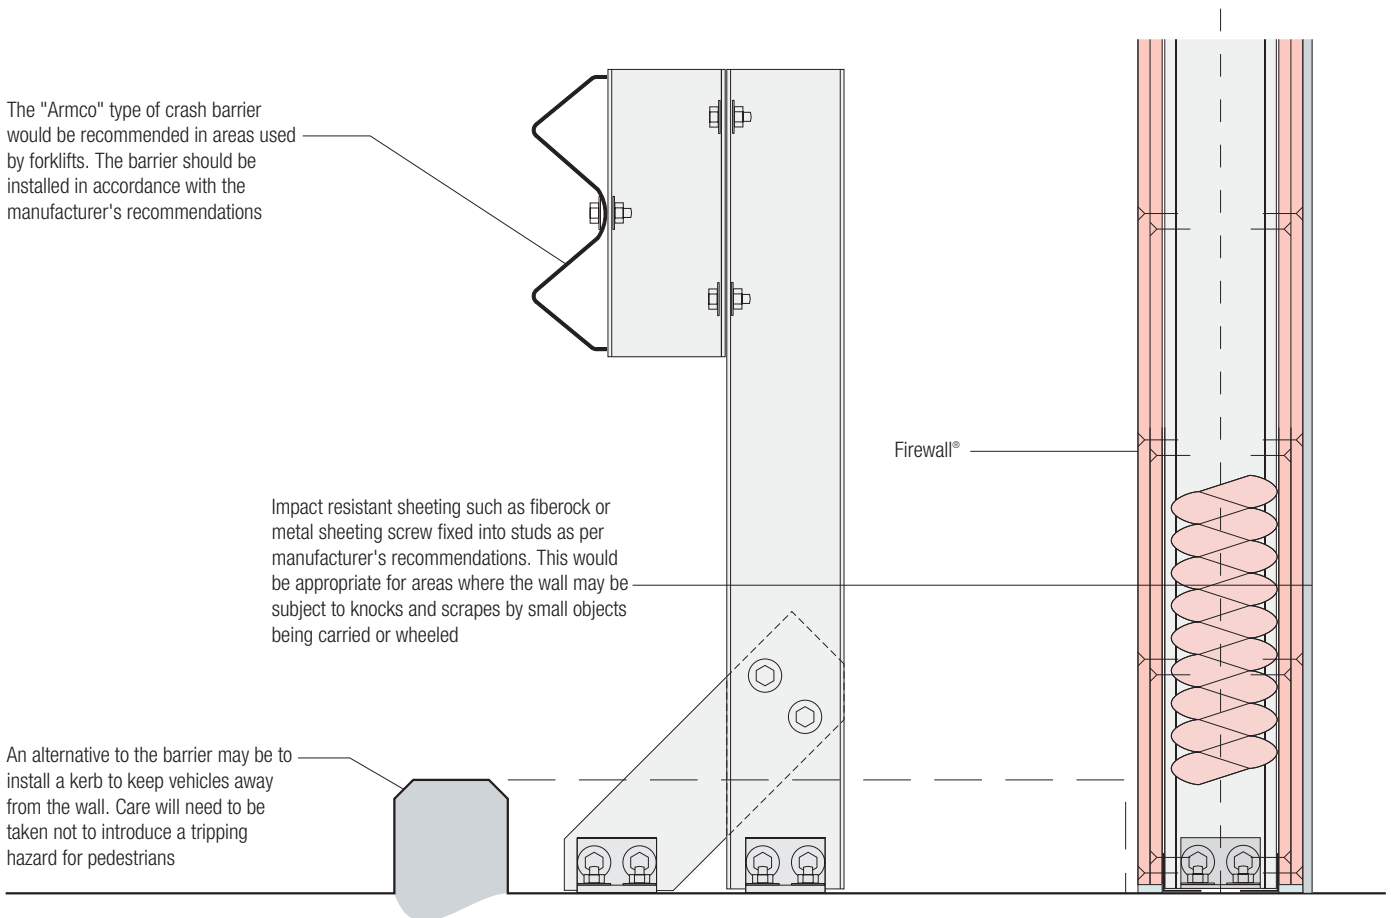 The "Armco" type of crash barrier
would be recommended in areas used
by forklifts. The barrier should be
installed in accordance with the
manufacturer's recommendations
Firewall®
Impact resistant sheeting such as fiberock or
metal sheeting screw fixed into studs as per
manufacturer's recommendations. This would
be appropriate for areas where the wall may be
subject to knocks and scrapes by small objects
being carried or wheeled
An alternative to the barrier may be to
install a kerb to keep vehicles away
from the wall. Care will need to be
taken not to introduce a tripping
hazard for pedestrians